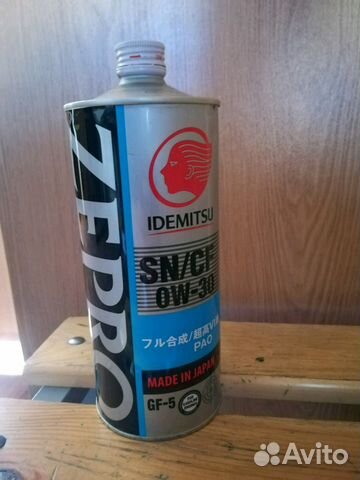 ZEPRO
IDEMITSU
SN/CF
0W-30
フル合成/超高VI
PAO
MADE IN JAPAN
GF-5
Avito